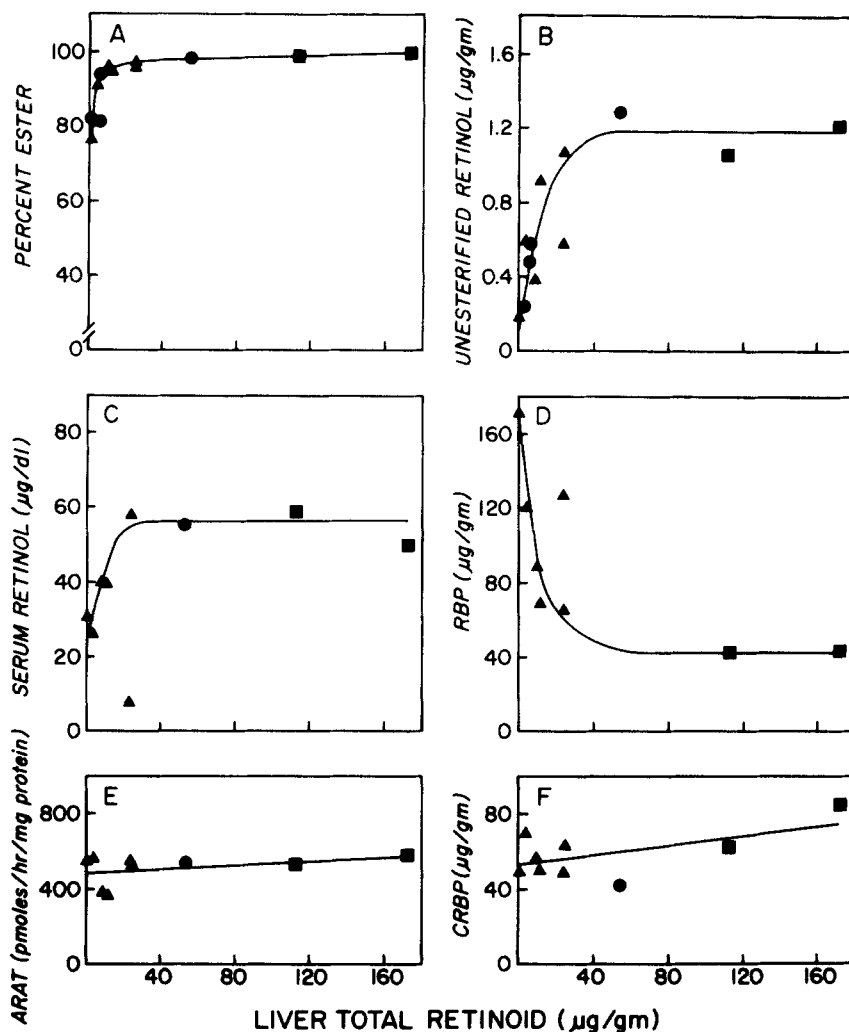 A
PERCENT ESTER
100
80
60
40
0
B
UNESTERIFIED RETINOL (µg/gm)
1.6
1.2
0.8
0.4
0
C
SERUM RETINOL (µg/dl)
80
60
40
20
0
D
RBP (µg/gm)
160
120
80
40
0
E
ARAT (pmoles/hr/mg protein)
800
400
0
40 80 120 160
F
CRBP (µg/gm)
80
40
0
40 80 120 160
LIVER TOTAL RETINOID (µg/gm)